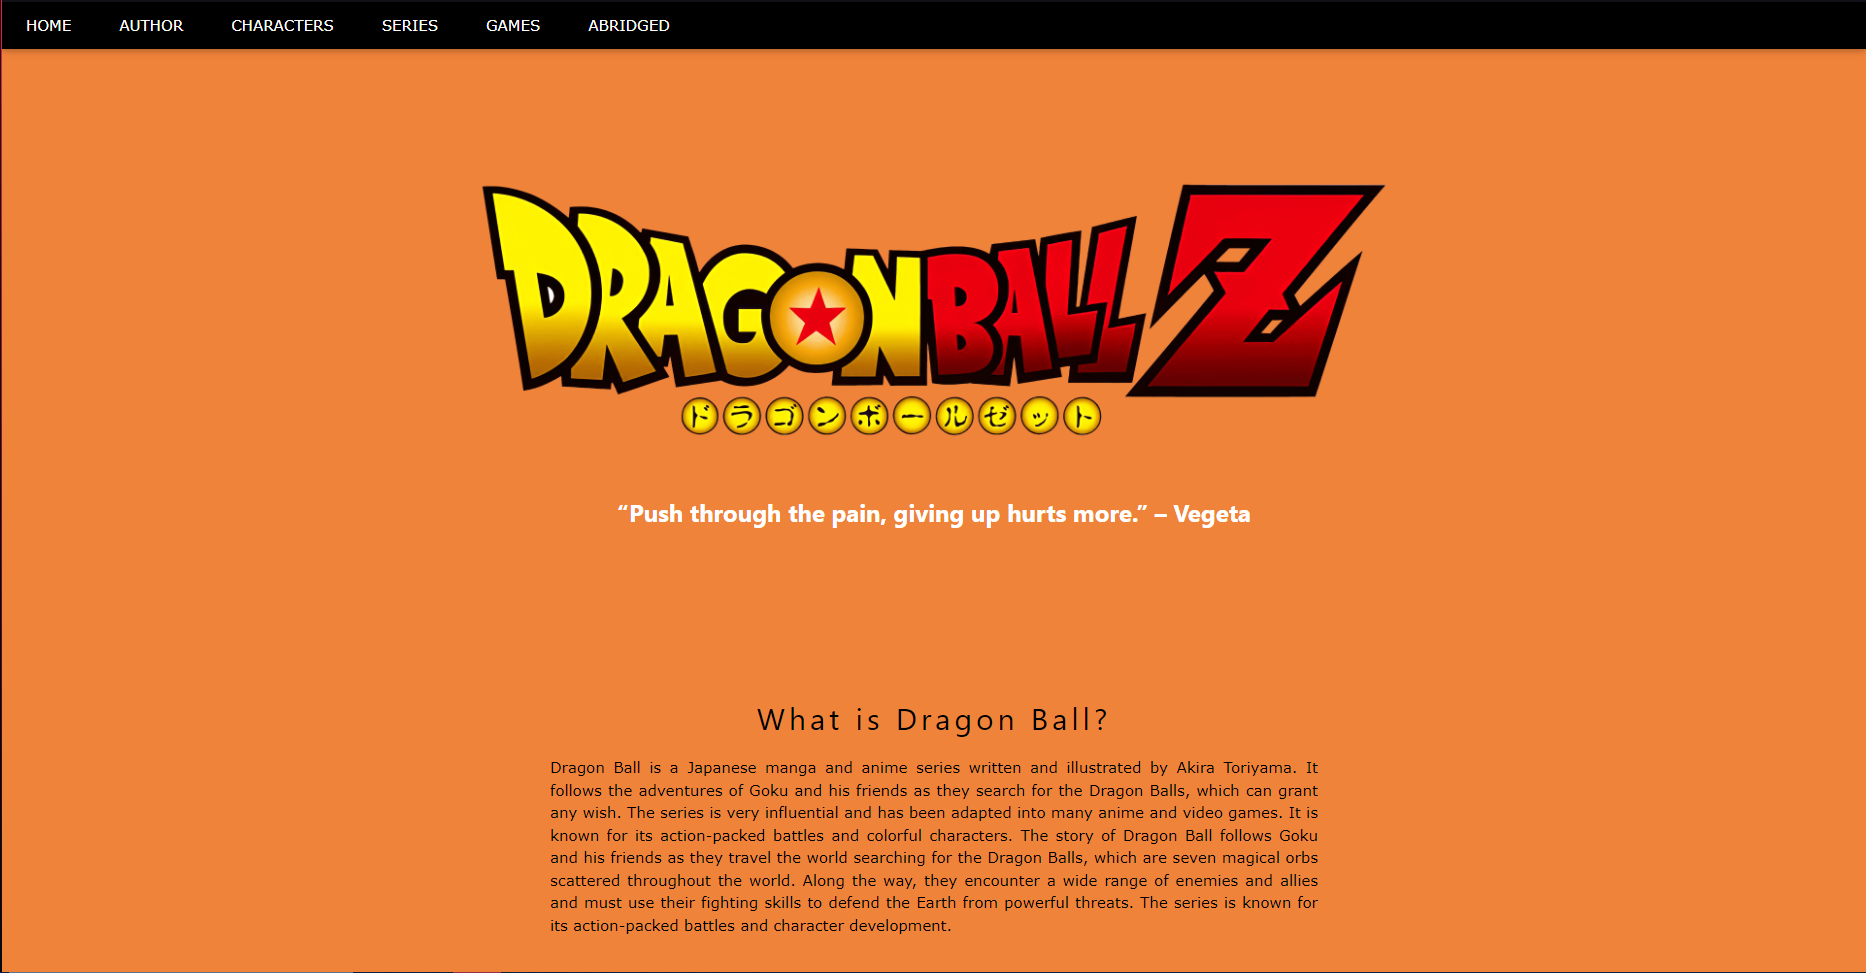 HOME AUTHOR CHARACTERS SERIES GAMES ABRIDGED
DRAGONBALL Z
ドラゴンボールゼット
“Push through the pain, giving up hurts more.” – Vegeta
What is Dragon Ball?
Dragon Ball is a Japanese manga and anime series written and illustrated by Akira Toriyama. It
follows the adventures of Goku and his friends as they search for the Dragon Balls, which can grant
any wish. The series is very influential and has been adapted into many anime and video games. It is
known for its action-packed battles and colorful characters. The story of Dragon Ball follows Goku
and his friends as they travel the world searching for the Dragon Balls, which are seven magical orbs
scattered throughout the world. Along the way, they encounter a wide range of enemies and allies
and must use their fighting skills to defend the Earth from powerful threats. The series is known for
its action-packed battles and character development.